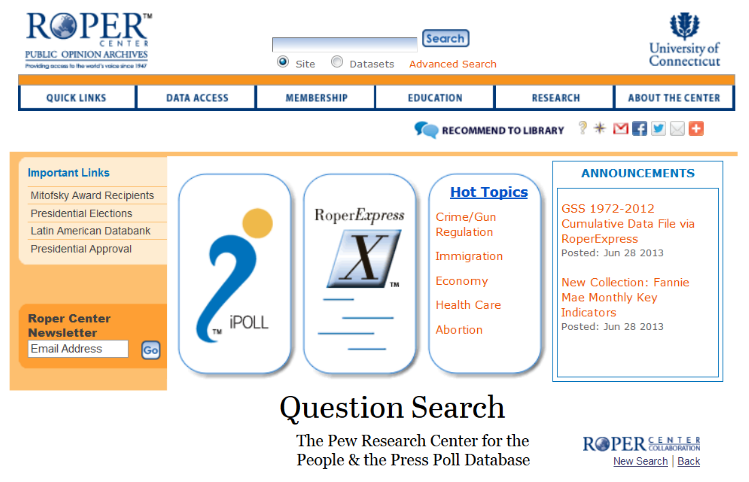 ROPER™
CENTER
PUBLIC OPINION ARCHIVES
Providing access to the world's voice since 1947
Search
Site Datasets Advanced Search
University of
Connecticut
QUICK LINKS DATA ACCESS MEMBERSHIP EDUCATION RESEARCH ABOUT THE CENTER
RECOMMEND TO LIBRARY
Important Links
Mitofsky Award Recipients
Presidential Elections
Latin American Databank
Presidential Approval
Roper Center
Newsletter
Email Address Go
™ iPOLL
RoperExpress
X™
Hot Topics
Crime/Gun
Regulation
Immigration
Economy
Health Care
Abortion
ANNOUNCEMENTS
GSS 1972-2012
Cumulative Data File via
RoperExpress
Posted: Jun 28 2013
New Collection: Fannie
Mae Monthly Key
Indicators
Posted: Jun 28 2013
Question Search
The Pew Research Center for the
People & the Press Poll Database
ROPER CENTER
COLLABORATION
New Search | Back